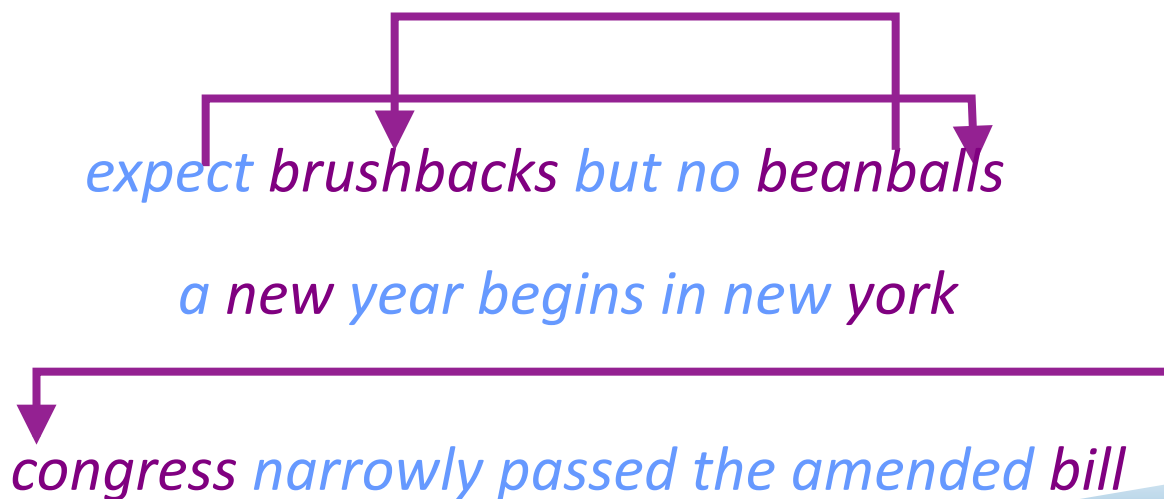 expect brushbacks but no beanballs
a new year begins in new york
congress narrowly passed the amended bill